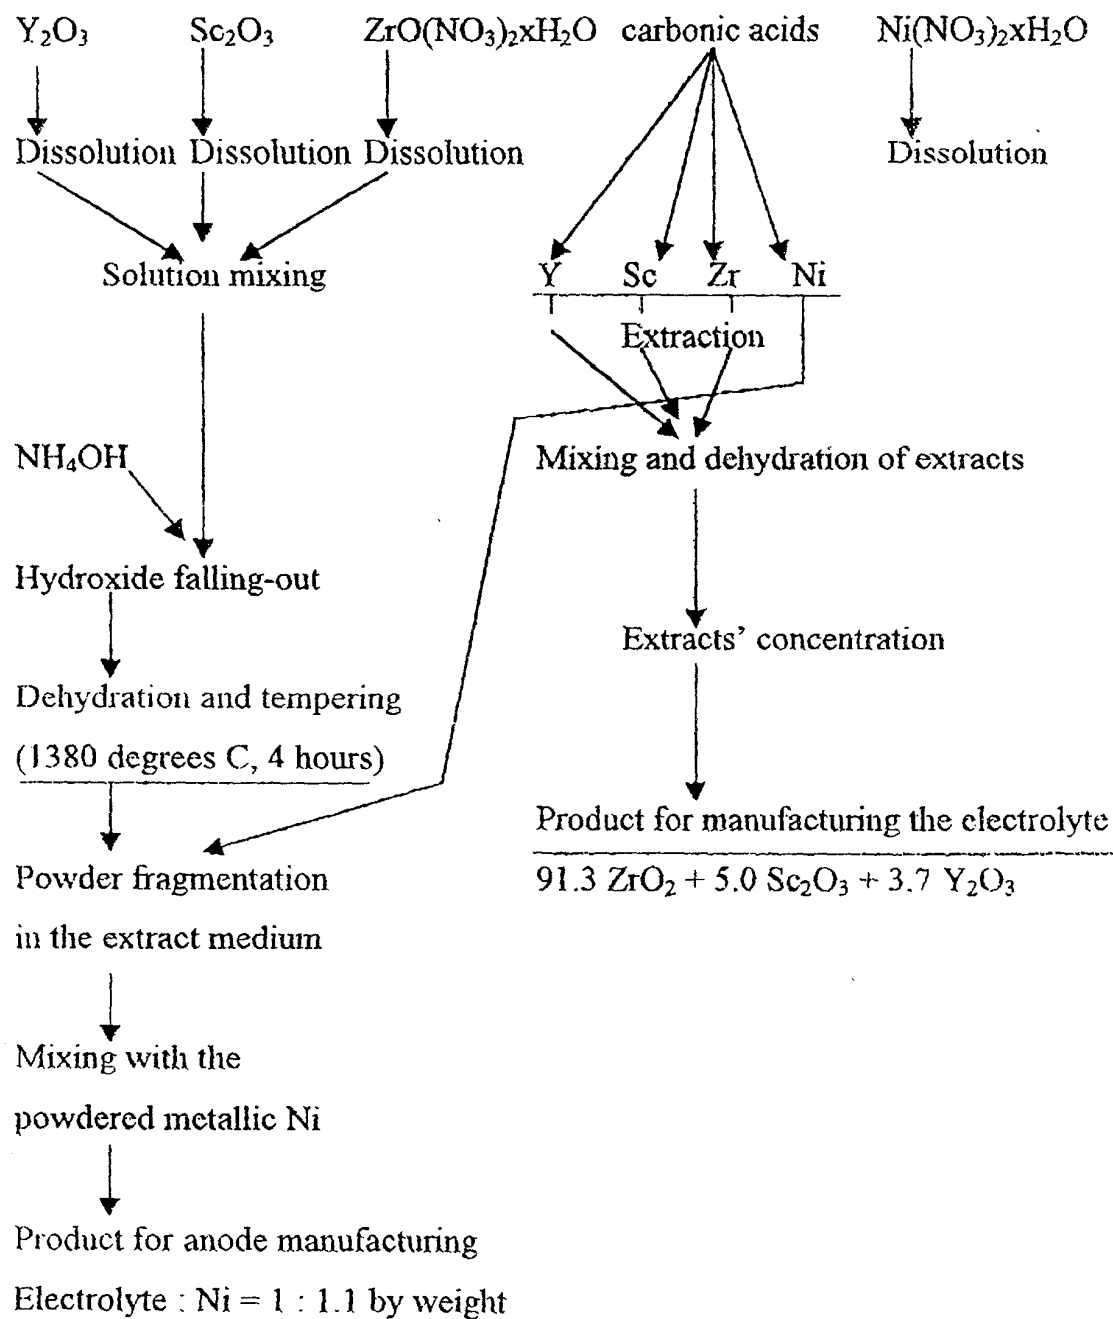 Y₂O₃ Sc₂O₃ ZrO(NO₃)₂xH₂O carbonic acids Ni(NO₃)₂xH₂O
Dissolution Dissolution Dissolution Dissolution
Solution mixing
Y Sc Zr Ni
Extraction
NH₄OH
Mixing and dehydration of extracts
Hydroxide falling-out
Extracts' concentration
Dehydration and tempering
(1380 degrees C, 4 hours)
Product for manufacturing the electrolyte
Powder fragmentation
91.3 ZrO₂ + 5.0 Sc₂O₃ + 3.7 Y₂O₃
in the extract medium
Mixing with the
powdered metallic Ni
Product for anode manufacturing
Electrolyte : Ni = 1 : 1.1 by weight